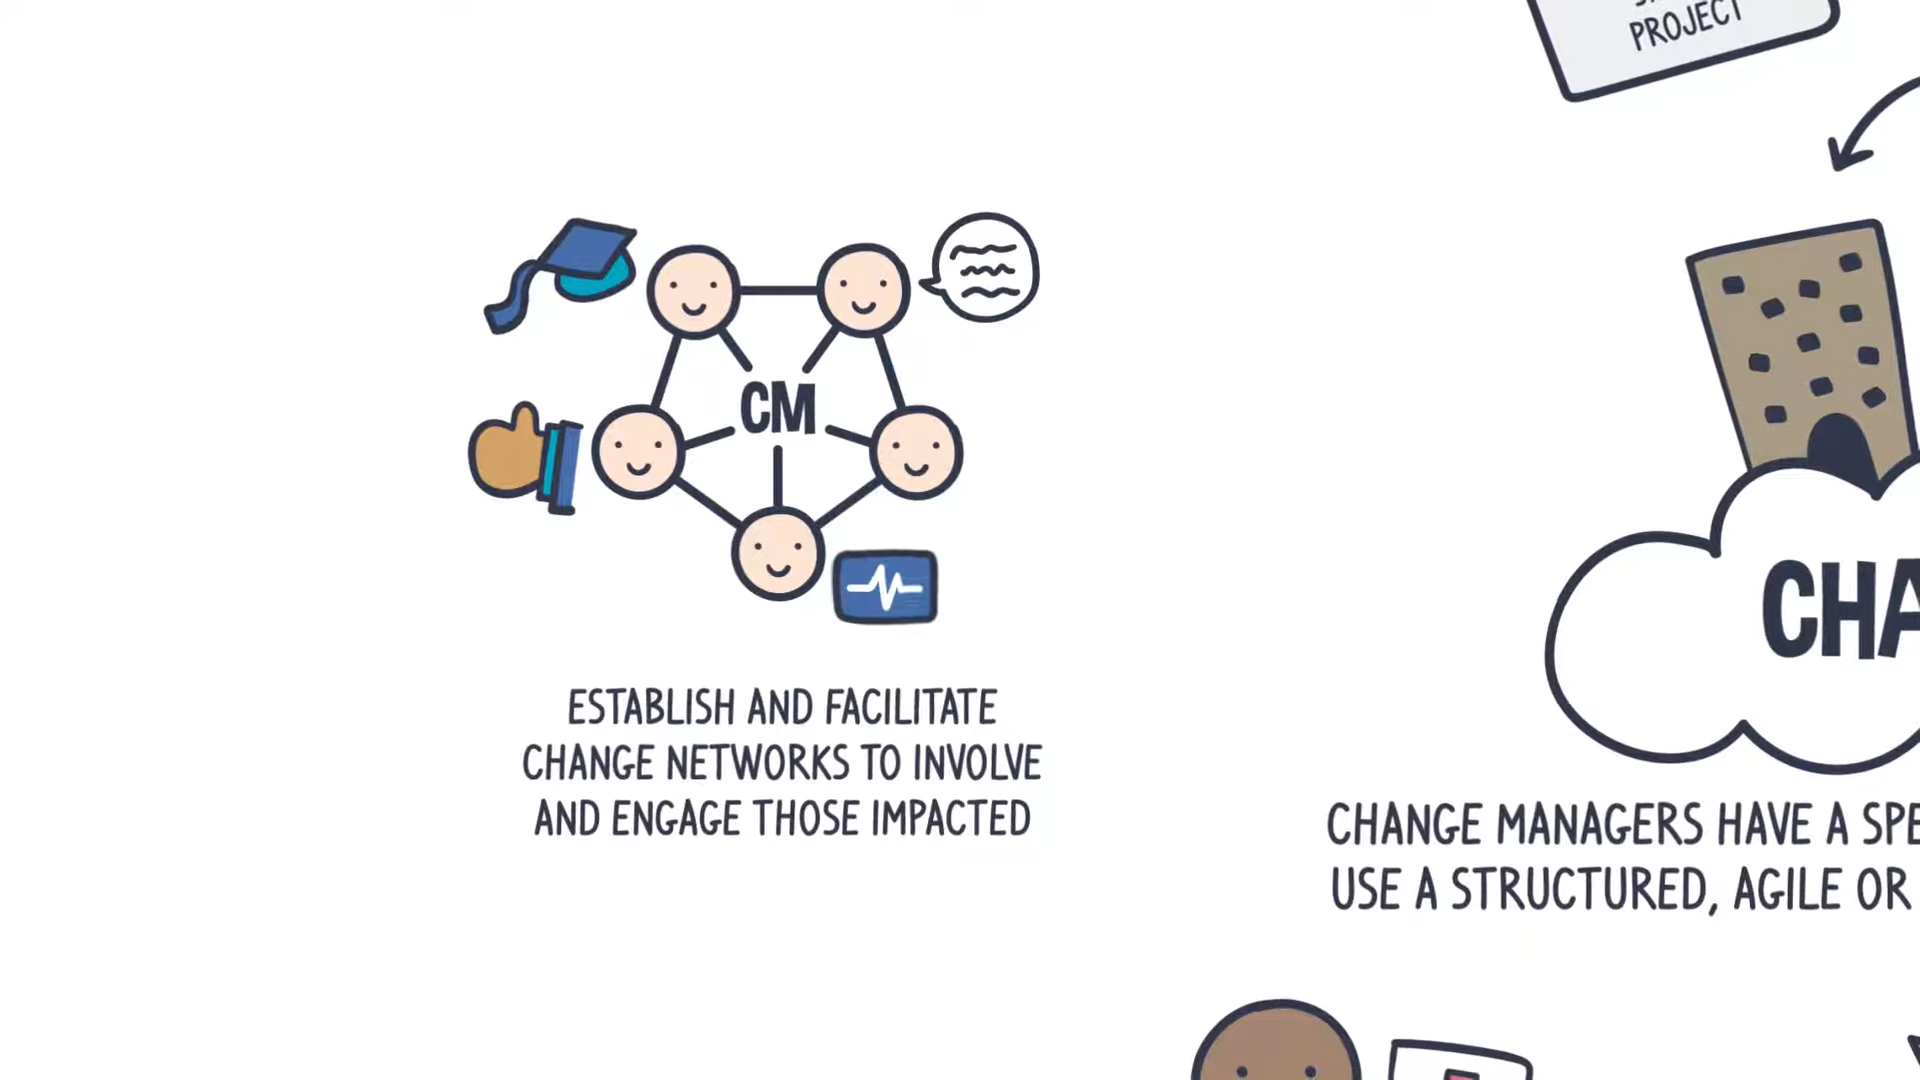 PROJECT
CM
ESTABLISH AND FACILITATE
CHANGE NETWORKS TO INVOLVE
AND ENGAGE THOSE IMPACTED
CHA
CHANGE MANAGERS HAVE A SPE
USE A STRUCTURED, AGILE OR